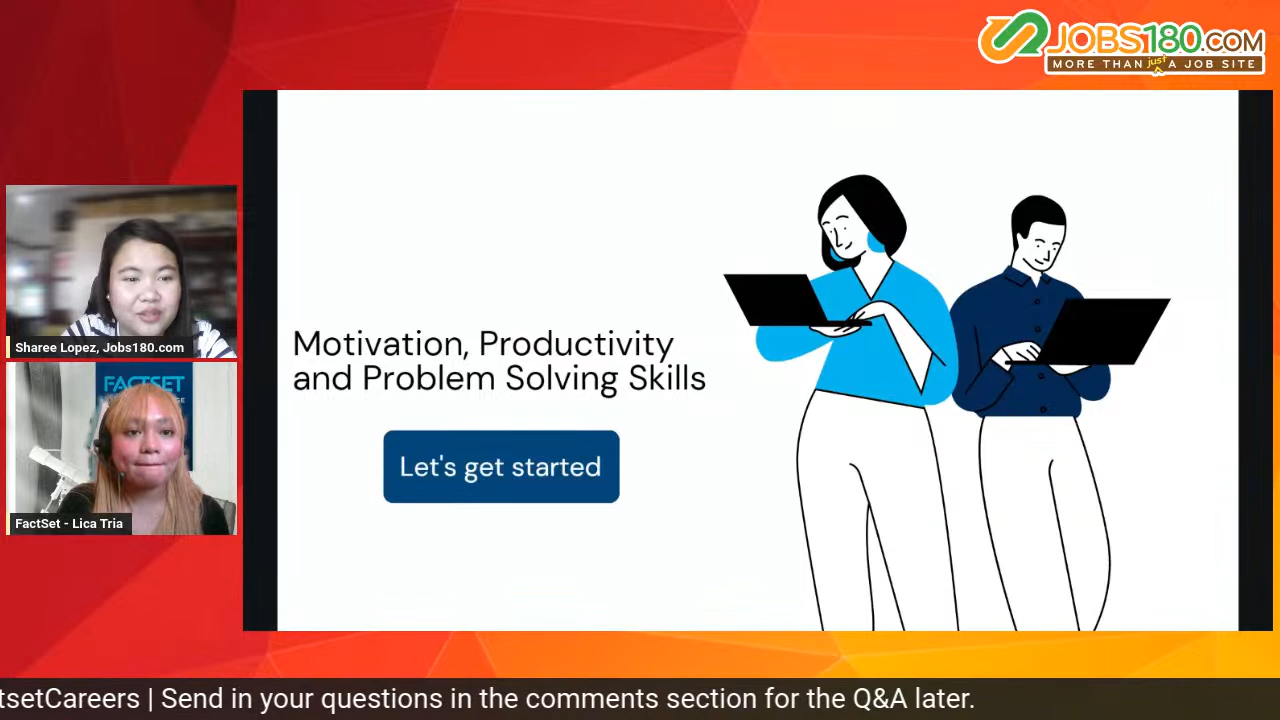 JOBS180.COM
MORE THAN just A JOB SITE
Sharee Lopez, Jobs180.com
FACTSET
FactSet - Lica Tria
Motivation, Productivity
and Problem Solving Skills
Let's get started
tsetCareers | Send in your questions in the comments section for the Q&A later.